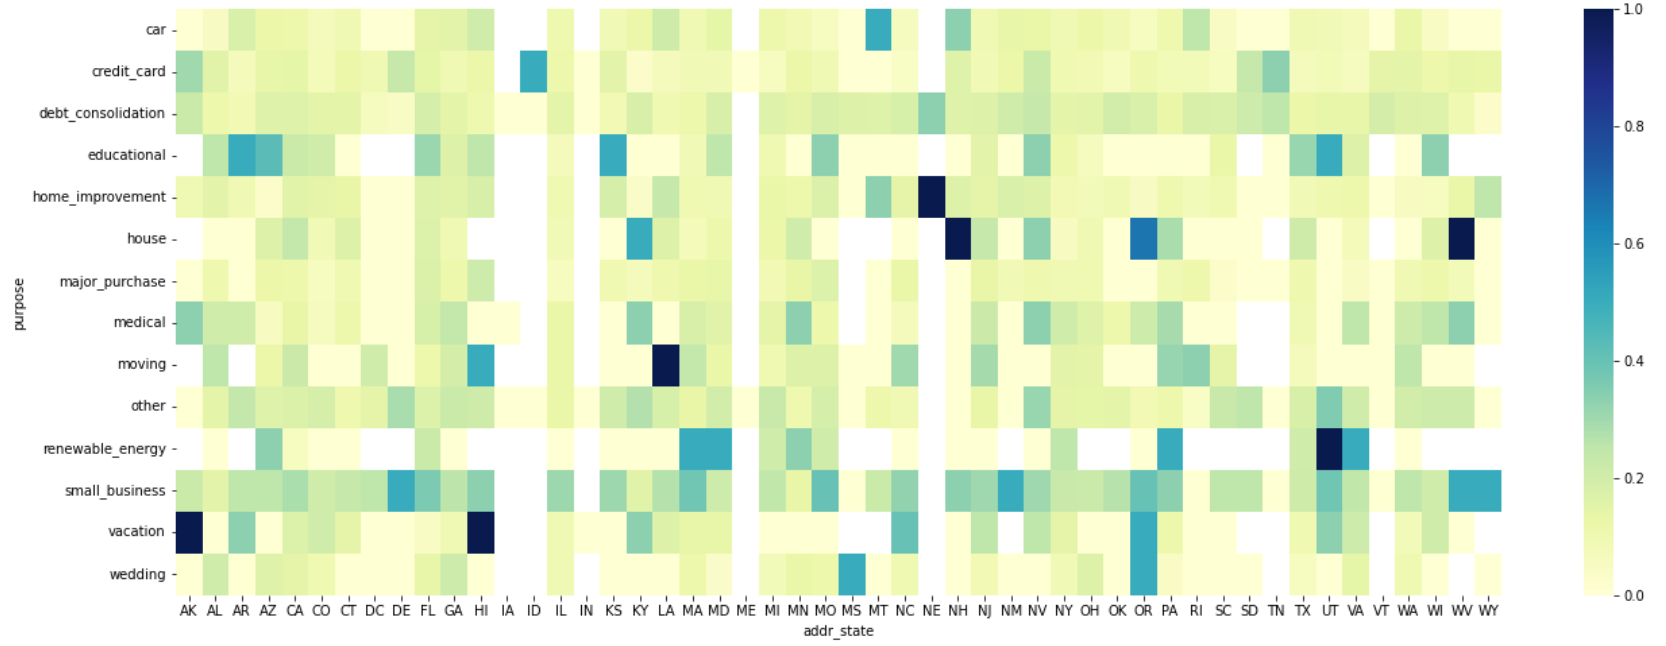 car
credit_card
debt_consolidation
educational
home_improvement
house
major_purchase
medical
moving
other
renewable_energy
small_business
vacation
wedding
purpose
AK AL AR AZ CA CO CT DC DE FL GA HI IA ID IL IN KS KY LA MA MD ME MI MN MO MS MT NC NE NH NJ NM NV NY OH OK OR PA RI SC SD TN TX UT VA VT WA WI WV WY
addr_state
1.0
0.8
0.6
0.4
0.2
0.0